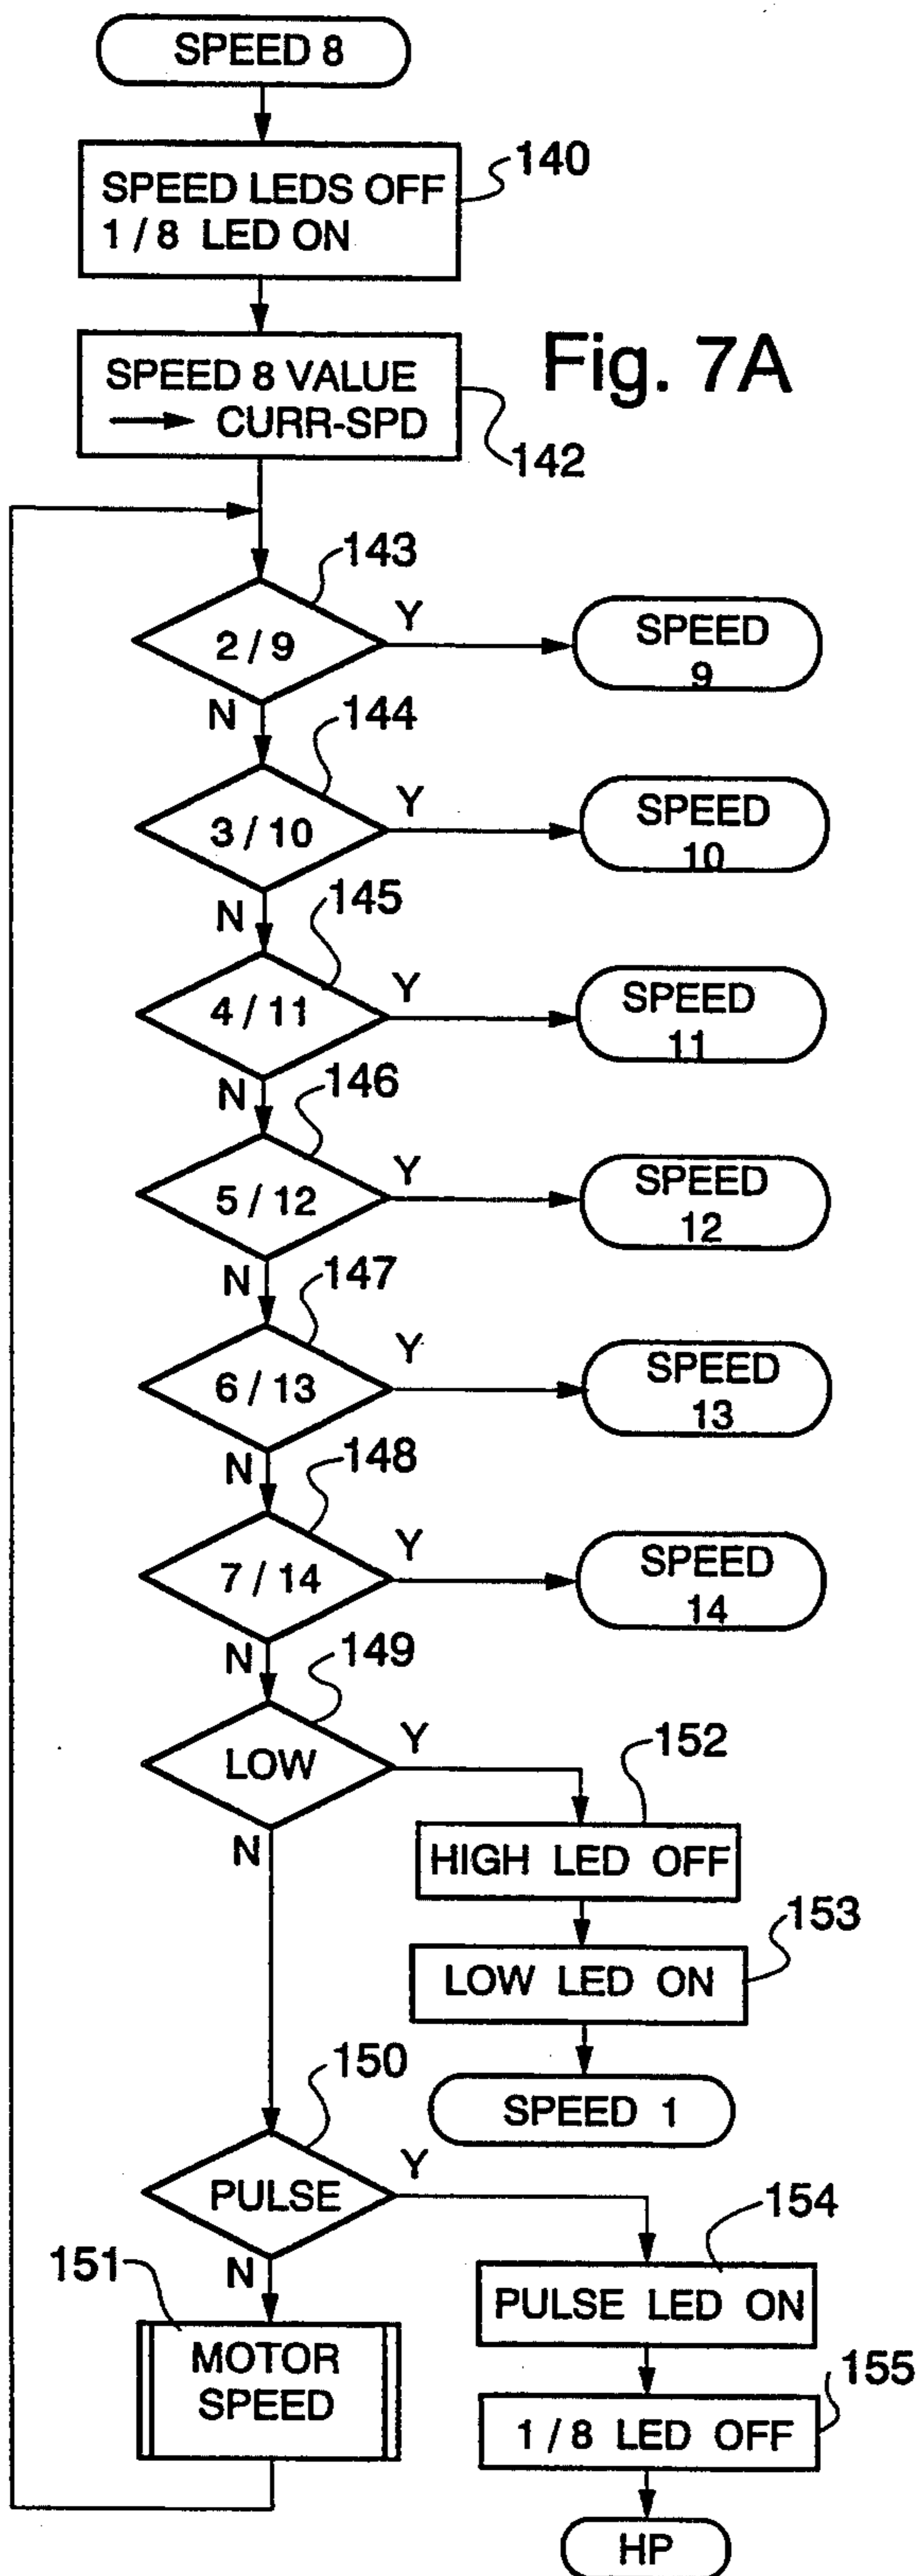 SPEED 8
140
SPEED LEDS OFF
1 / 8 LED ON
Fig. 7A
SPEED 8 VALUE
→ CURR-SPD
142
143
2 / 9
Y
SPEED
9
N
144
3 / 10
Y
SPEED
10
N
145
4 / 11
Y
SPEED
11
N
146
5 / 12
Y
SPEED
12
N
147
6 / 13
Y
SPEED
13
N
148
7 / 14
Y
SPEED
14
N
149
LOW
Y
152
N
HIGH LED OFF
153
LOW LED ON
150
SPEED 1
PULSE
Y
154
151
N
PULSE LED ON
MOTOR
SPEED
155
1 / 8 LED OFF
HP